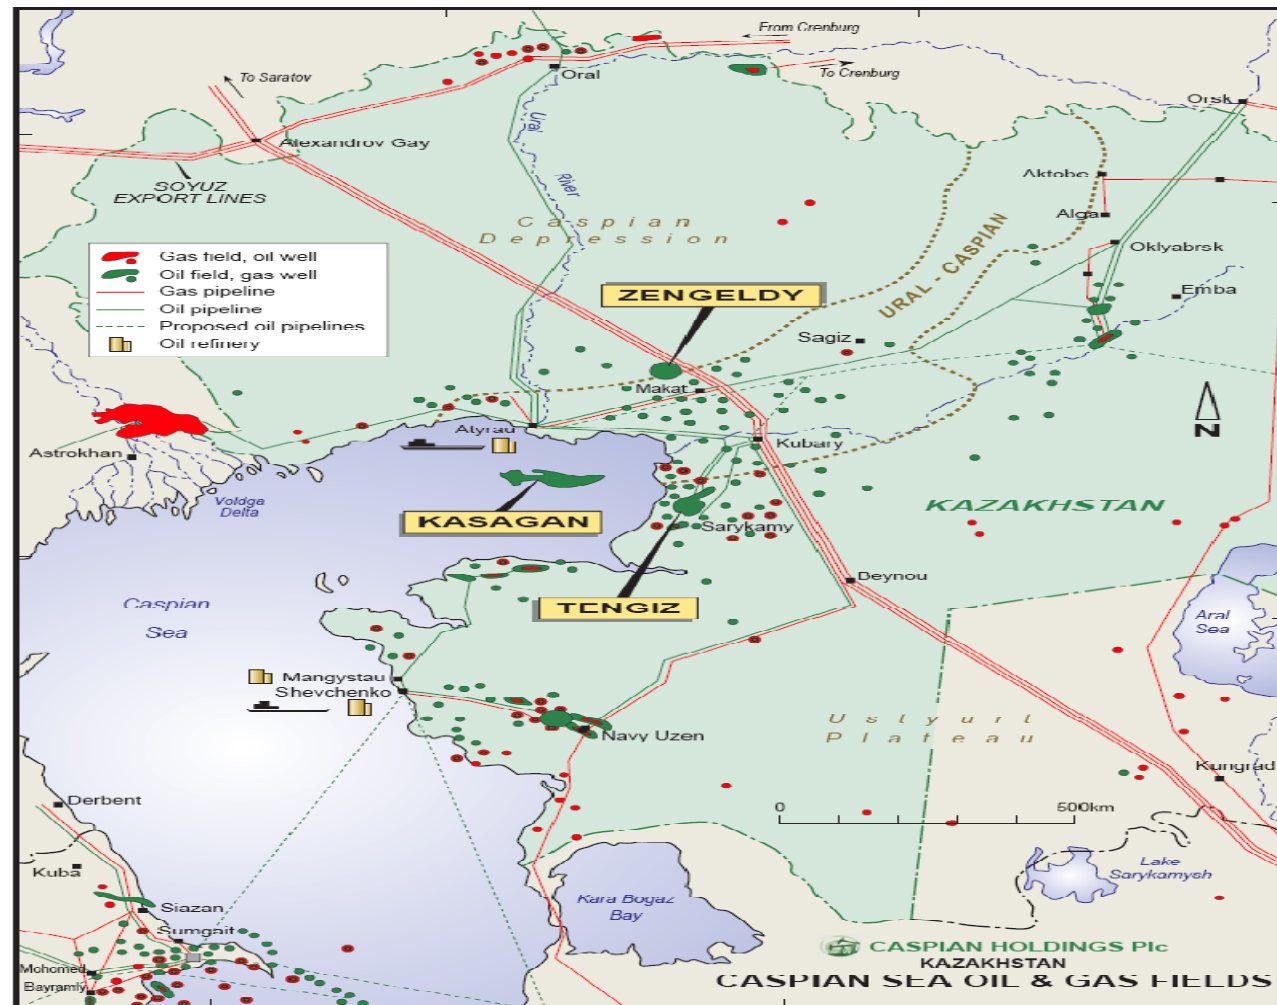 From Crenburg
To Crenburg
To Saratov
Oral
Orsk
Ural
River
Alexandrov Gay
SOYUZ
EXPORT LINES
Aktobe
Alga
Caspian
Depression
URAL - CASPIAN
Oklyabrsk
Gas field, oil well
Oil field, gas well
Gas pipeline
Oil pipeline
Proposed oil pipelines
Oil refinery
ZENGELDY
Emba
Sagiz
Makat
N
Atyrau
Kubary
Astrokhan
Voldga
Delta
KASAGAN
Sarykamy
KAZAKHSTAN
Beynou
TENGIZ
Caspian
Sea
Aral
Sea
Mangystau
Shevchenko
Navy Uzen
Uslyurl
Plateau
Kungrad
Derbent
0
500km
Kuba
Lake
Sarykamysh
Siazan
Kara Bogaz
Bay
Sumgait
CASPIAN HOLDINGS Plc
KAZAKHSTAN
CASPIAN SEA OIL & GAS FIELDS
Mohomed
Bayramly